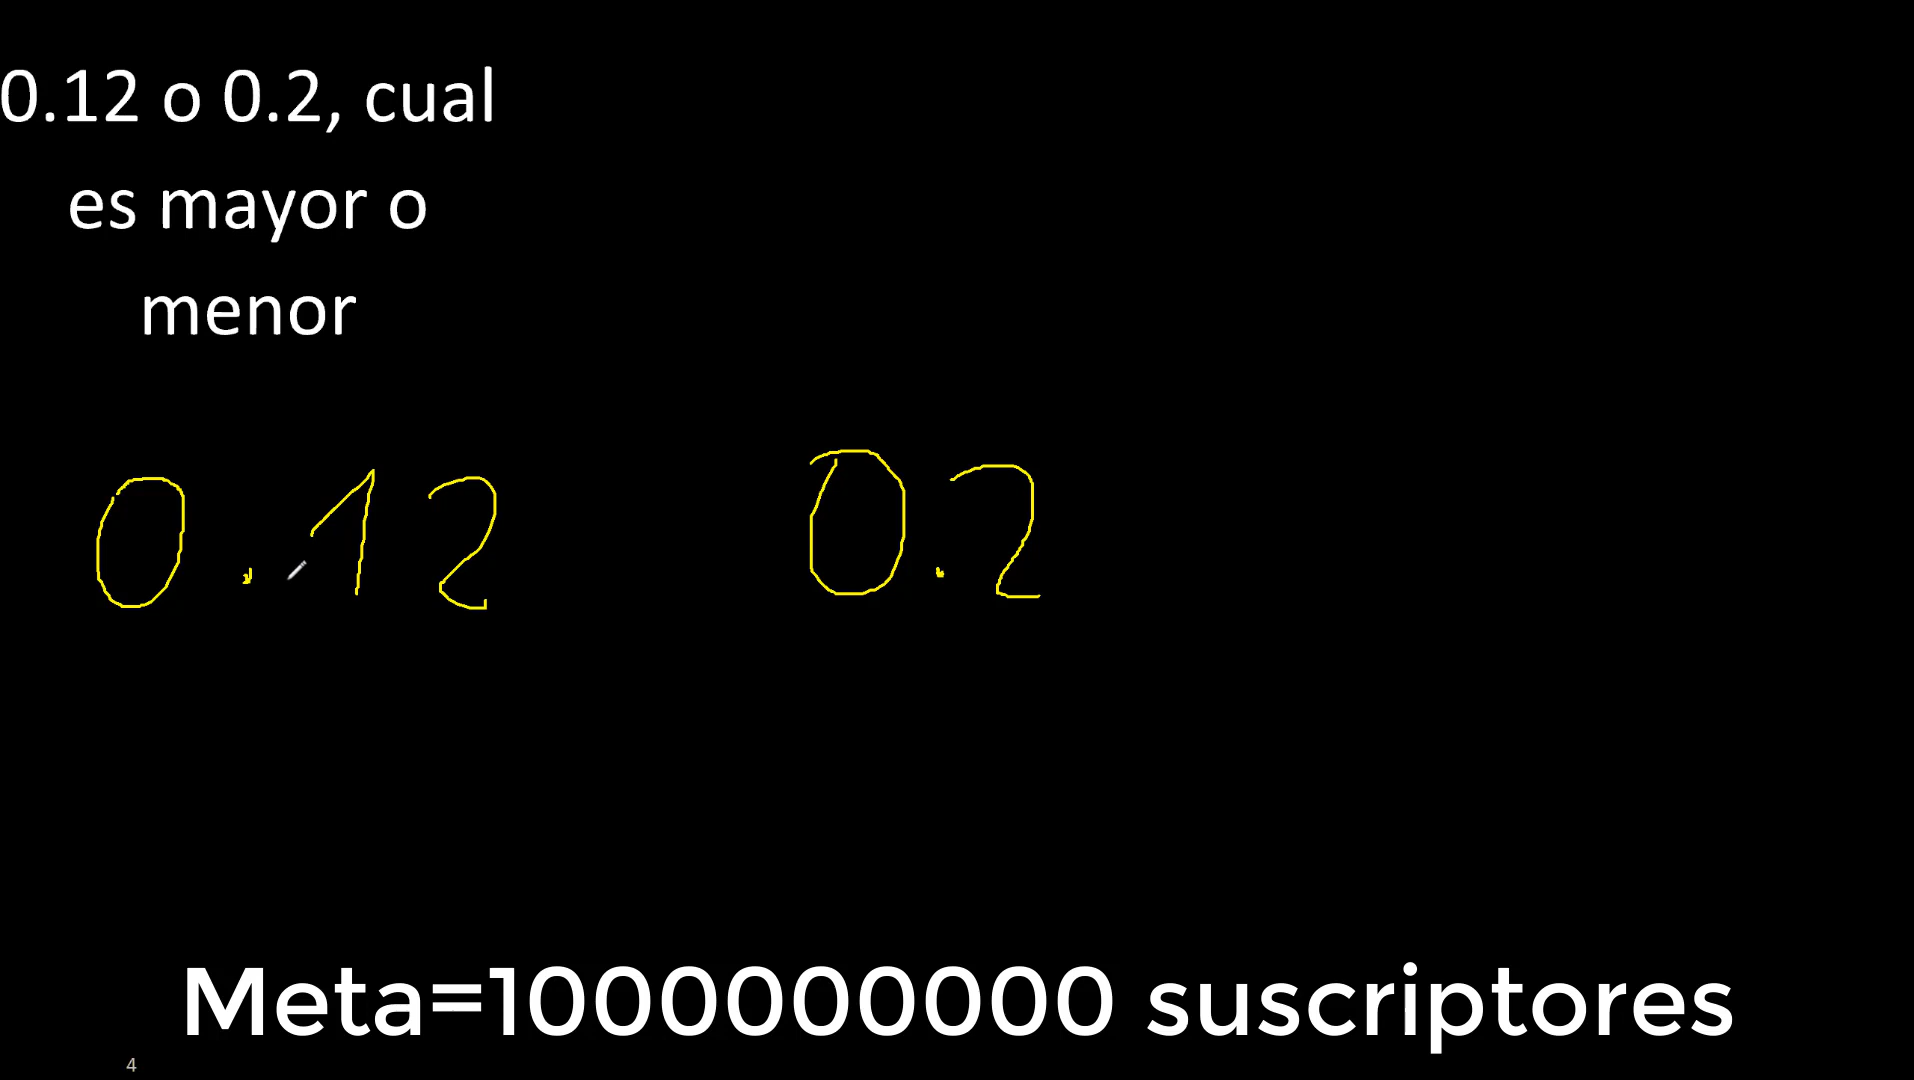 0.12 o 0.2, cual
es mayor o
menor
0.12 0.2
Meta=1000000000 suscriptores
4